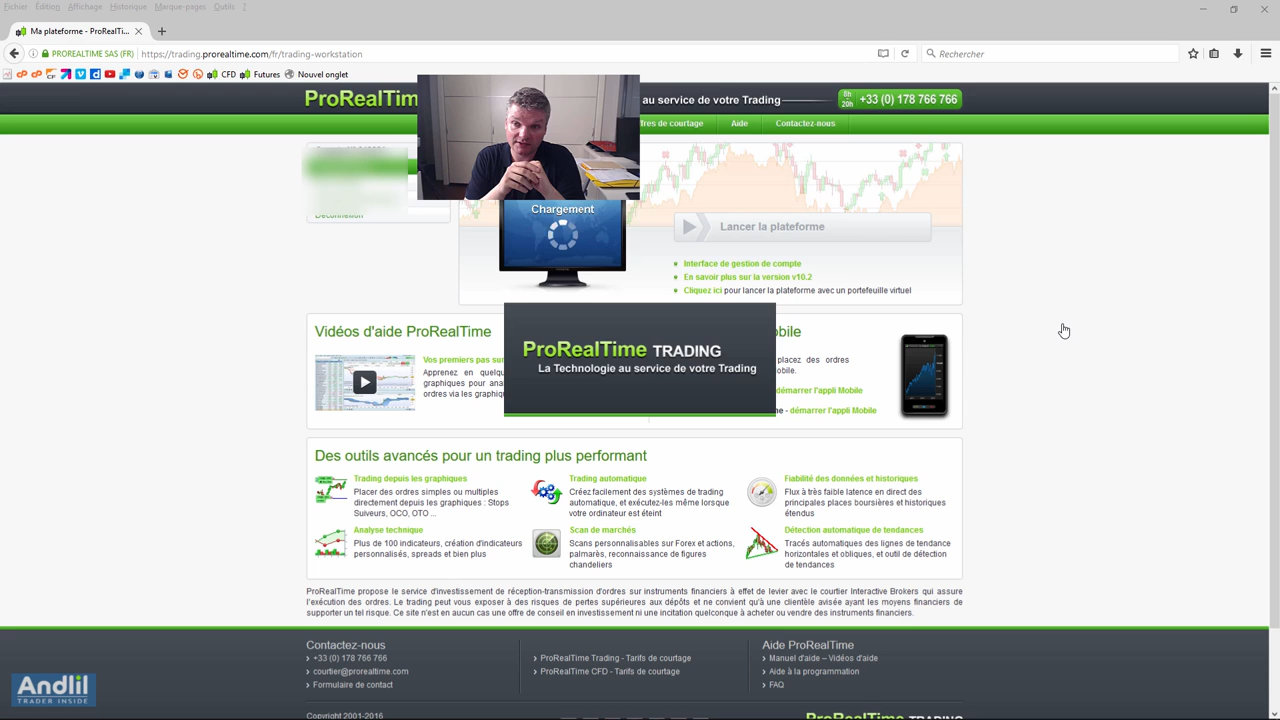 Fichier Édition Affichage Historique Marque-pages Outils ?
Ma plateforme - ProRealTi...
PROREALTIME SAS (FR) https://trading.prorealtime.com/fr/trading-workstation
Rechercher
CFD Futures Nouvel onglet
ProRealTime
au service de votre Trading
8h
20h
+33 (0) 178 766 766
fres de courtage Aide Contactez-nous
Déconnexion
Chargement
Lancer la plateforme
Interface de gestion de compte
En savoir plus sur la version v10.2
Cliquez ici pour lancer la plateforme avec un portefeuille virtuel
Vidéos d'aide ProRealTime
Vos premiers pas sur
Apprenez en quelqu
graphiques pour anal
ordres via les graphiqu
ProRealTime TRADING
La Technologie au service de votre Trading
obile
placez des ordres
obile.
démarrer l'appli Mobile
e - démarrer l'appli Mobile
Des outils avancés pour un trading plus performant
Trading depuis les graphiques
Placer des ordres simples ou multiples
directement depuis les graphiques : Stops
Suiveurs, OCO, OTO ...
Trading automatique
Créez facilement des systèmes de trading
automatique, et exécutez-les même lorsque
votre ordinateur est éteint
Fiabilité des données et historiques
Flux à très faible latence en direct des
principales places boursières et historiques
étendus
Analyse technique
Plus de 100 indicateurs, création d'indicateurs
personnalisés, spreads et bien plus
Scan de marchés
Scans personnalisables sur Forex et actions,
palmarès, reconnaissance de figures
chandeliers
Détection automatique de tendances
Tracés automatiques des lignes de tendance
horizontales et obliques, et outil de détection
de tendances
ProRealTime propose le service d'investissement de réception-transmission d'ordres sur instruments financiers à effet de levier avec le courtier Interactive Brokers qui assure
l'exécution des ordres. Le trading peut vous exposer à des risques de pertes supérieures aux dépôts et ne convient qu'à une clientèle avisée ayant les moyens financiers de
supporter un tel risque. Ce site n'est en aucun cas une offre de conseil en investissement ni une incitation quelconque à acheter ou vendre des instruments financiers.
Contactez-nous
+33 (0) 178 766 766
courtier@prorealtime.com
Formulaire de contact
ProRealTime Trading - Tarifs de courtage
ProRealTime CFD - Tarifs de courtage
Aide ProRealTime
Manuel d'aide – Vidéos d'aide
Aide à la programmation
FAQ
Andlil
TRADER INSIDE
Copyright 2001-2016
ProRealTime TRADING